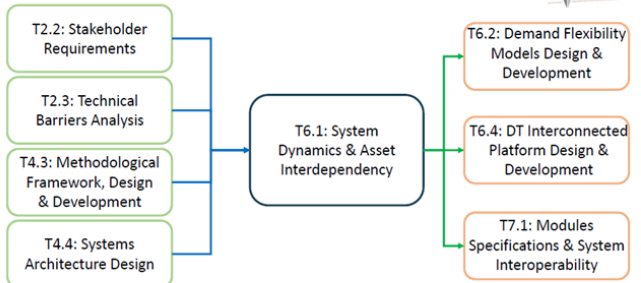 T2.2: Stakeholder
Requirements
T2.3: Technical
Barriers Analysis
T4.3: Methodological
Framework, Design
& Development
T4.4: Systems
Architecture Design
T6.1: System
Dynamics & Asset
Interdependency
T6.2: Demand Flexibility
Models Design &
Development
T6.4: DT Interconnected
Platform Design &
Development
T7.1: Modules
Specifications & System
Interoperability